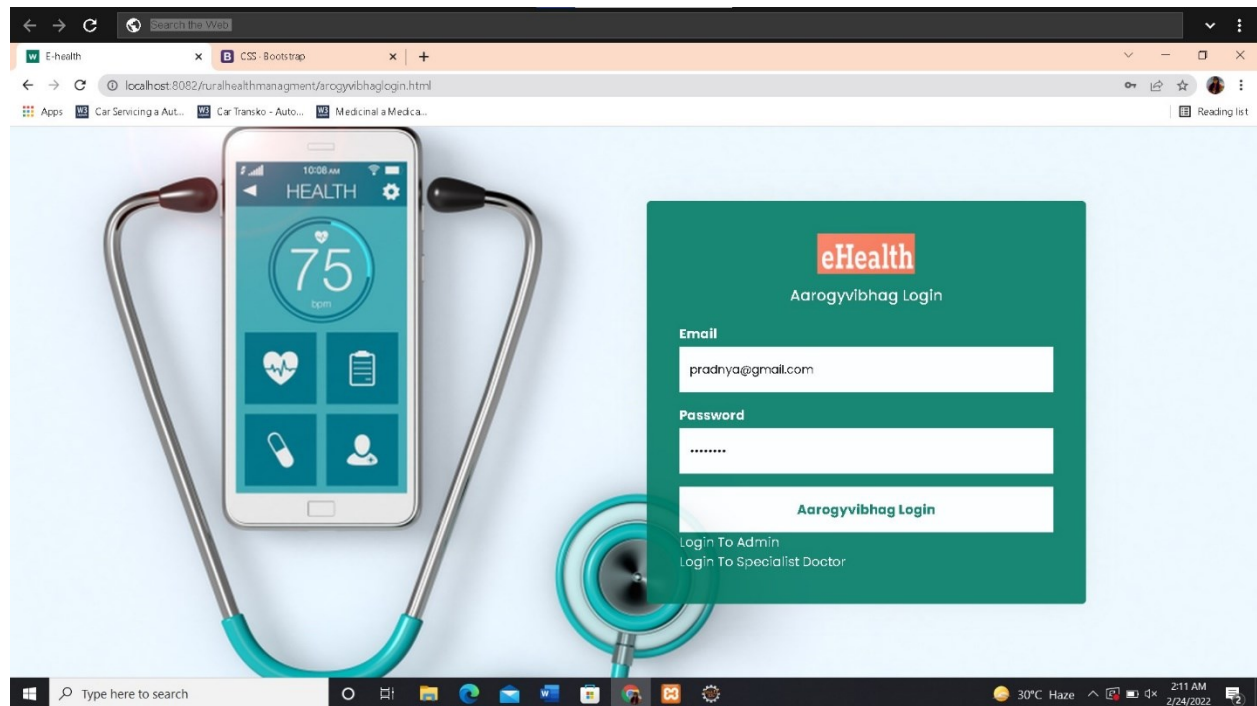 Search the Web
E-health
CSS · Bootstrap
localhost:8082/ruralhealthmanagment/arogyvibhaglogin.html
Apps
Car Servicing a Aut...
Car Transko - Auto...
Medicinal a Medica...
Reading list
10:08 AM
HEALTH
75
bpm
eHealth
Aarogyvibhag Login
Email
pradnya@gmail.com
Password
Aarogyvibhag Login
Login To Admin
Login To Specialist Doctor
Type here to search
30°C Haze
2:11 AM
2/24/2022